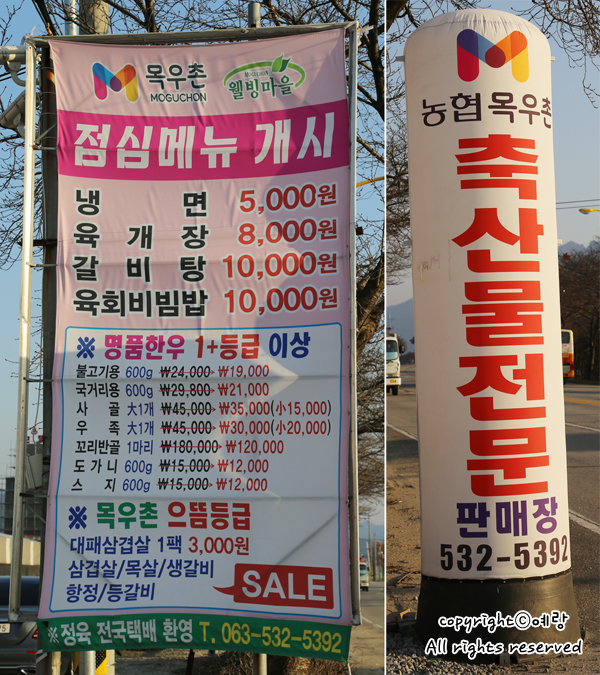 목우촌
MOGUCHON
웰빙마을
점심메뉴 개시
냉 면 5,000원
육 개 장 8,000원
갈 비 탕 10,000원
육회비빔밥 10,000원
※ 명품한우 1+등급 이상
불고기용 600g ₩24,000 ₩19,000
국거리용 600g ₩29,800 ₩21,000
사 골 大1개 ₩45,000 ₩35,000(小15,000)
우 족 大1개 ₩45,000 ₩30,000(小20,000)
꼬리반골 1마리 ₩180,000 ₩120,000
도 가 니 600g ₩15,000 ₩12,000
스 지 600g ₩15,000 ₩12,000
※ 목우촌 으뜸등급
대패삼겹살 1팩 3,000원
삼겹살/목살/생갈비
항정/등갈비
SALE
※정육 전국택배 환영 T. 063-532-5392
농협목우촌
축산물전문
판매장
532-5392
copyright©예랑
All rights reserved